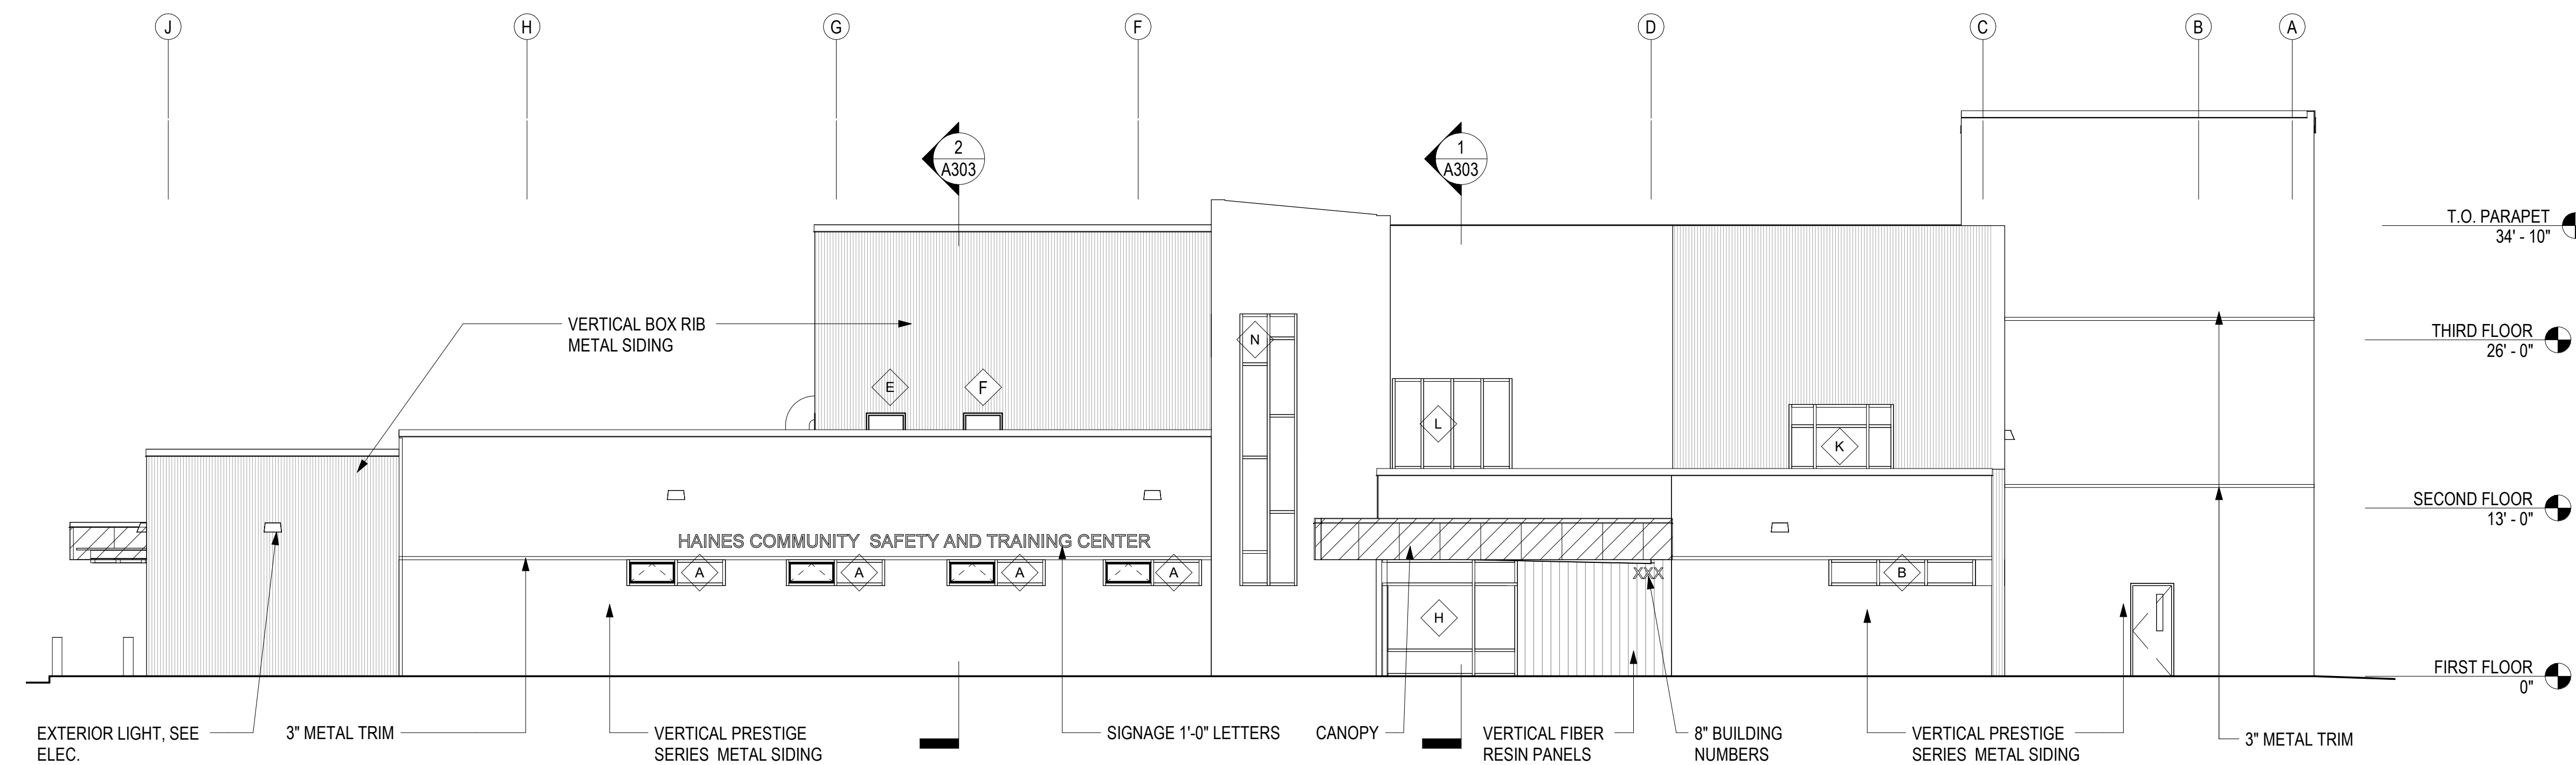 J
H
G
F
D
C
B
A
2
A303
1
A303
T.O. PARAPET
34' - 10"
VERTICAL BOX RIB
METAL SIDING
N
THIRD FLOOR
26' - 0"
E
F
L
K
SECOND FLOOR
13' - 0"
HAINES COMMUNITY SAFETY AND TRAINING CENTER
A
A
A
A
XXX
B
H
FIRST FLOOR
0"
EXTERIOR LIGHT, SEE
ELEC.
3" METAL TRIM
VERTICAL PRESTIGE
SERIES METAL SIDING
SIGNAGE 1'-0" LETTERS
CANOPY
VERTICAL FIBER
RESIN PANELS
8" BUILDING
NUMBERS
VERTICAL PRESTIGE
SERIES METAL SIDING
3" METAL TRIM